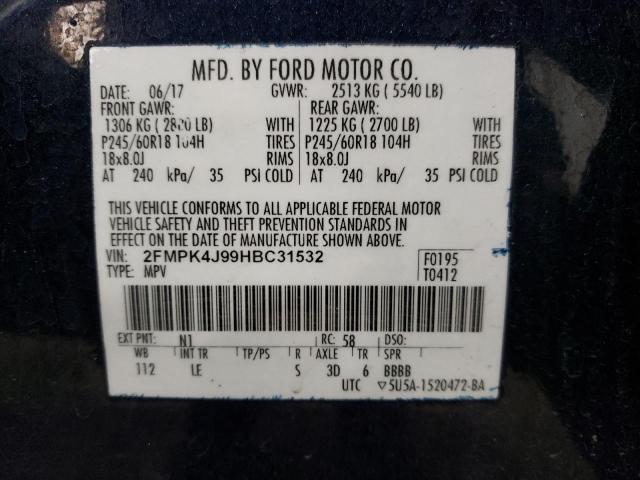 MFD. BY FORD MOTOR CO.
DATE: 06/17 GVWR: 2513 KG ( 5540 LB)
FRONT GAWR: REAR GAWR:
1306 KG ( 2880 LB) WITH 1225 KG ( 2700 LB) WITH
P245/60R18 104H TIRES P245/60R18 104H TIRES
18x8.0J RIMS 18x8.0J RIMS
AT 240 kPa/ 35 PSI COLD AT 240 kPa/ 35 PSI COLD
THIS VEHICLE CONFORMS TO ALL APPLICABLE FEDERAL MOTOR
VEHICLE SAFETY AND THEFT PREVENTION STANDARDS IN
EFFECT ON THE DATE OF MANUFACTURE SHOWN ABOVE.
VIN: 2FMPK4J99HBC31532 F0195
TYPE: MPV T0412
EXT PNT: N1 RC: 58 DSO:
WB INT TR TP/PS R AXLE TR SPR
112 LE S 3D 6 BBBB
UTC ▽5U5A-1520472-BA